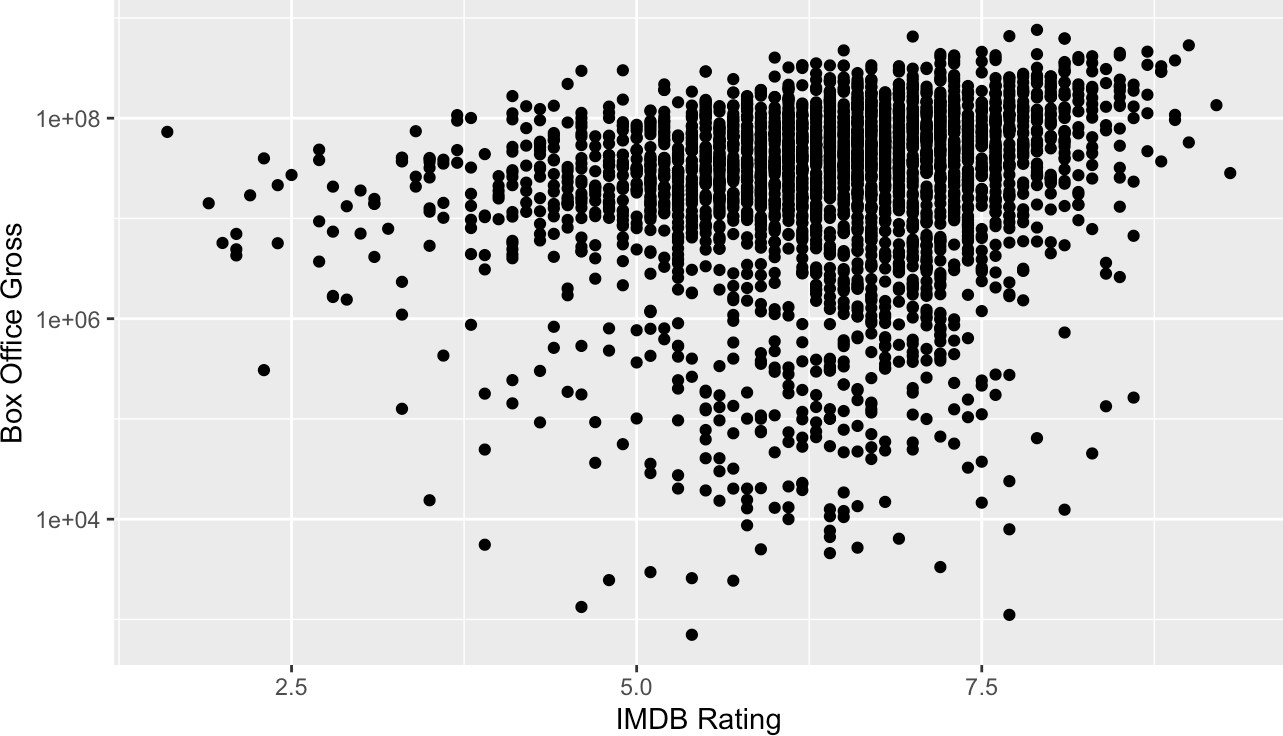 1e+08
1e+06
1e+04
Box Office Gross
2.5 5.0 7.5
IMDB Rating